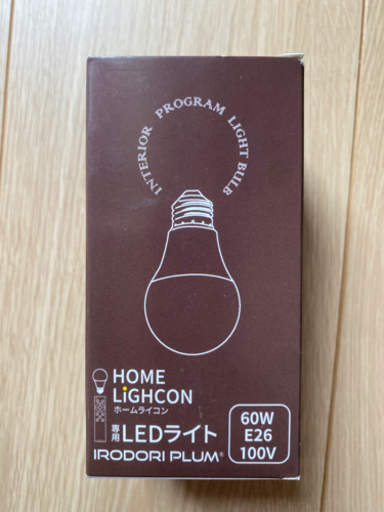 INTERIOR PROGRAM LIGHT BULB
HOME
LiGHCON
ホームライコン
専用 LEDライト
IRODORI PLUM®
60W
E26
100V